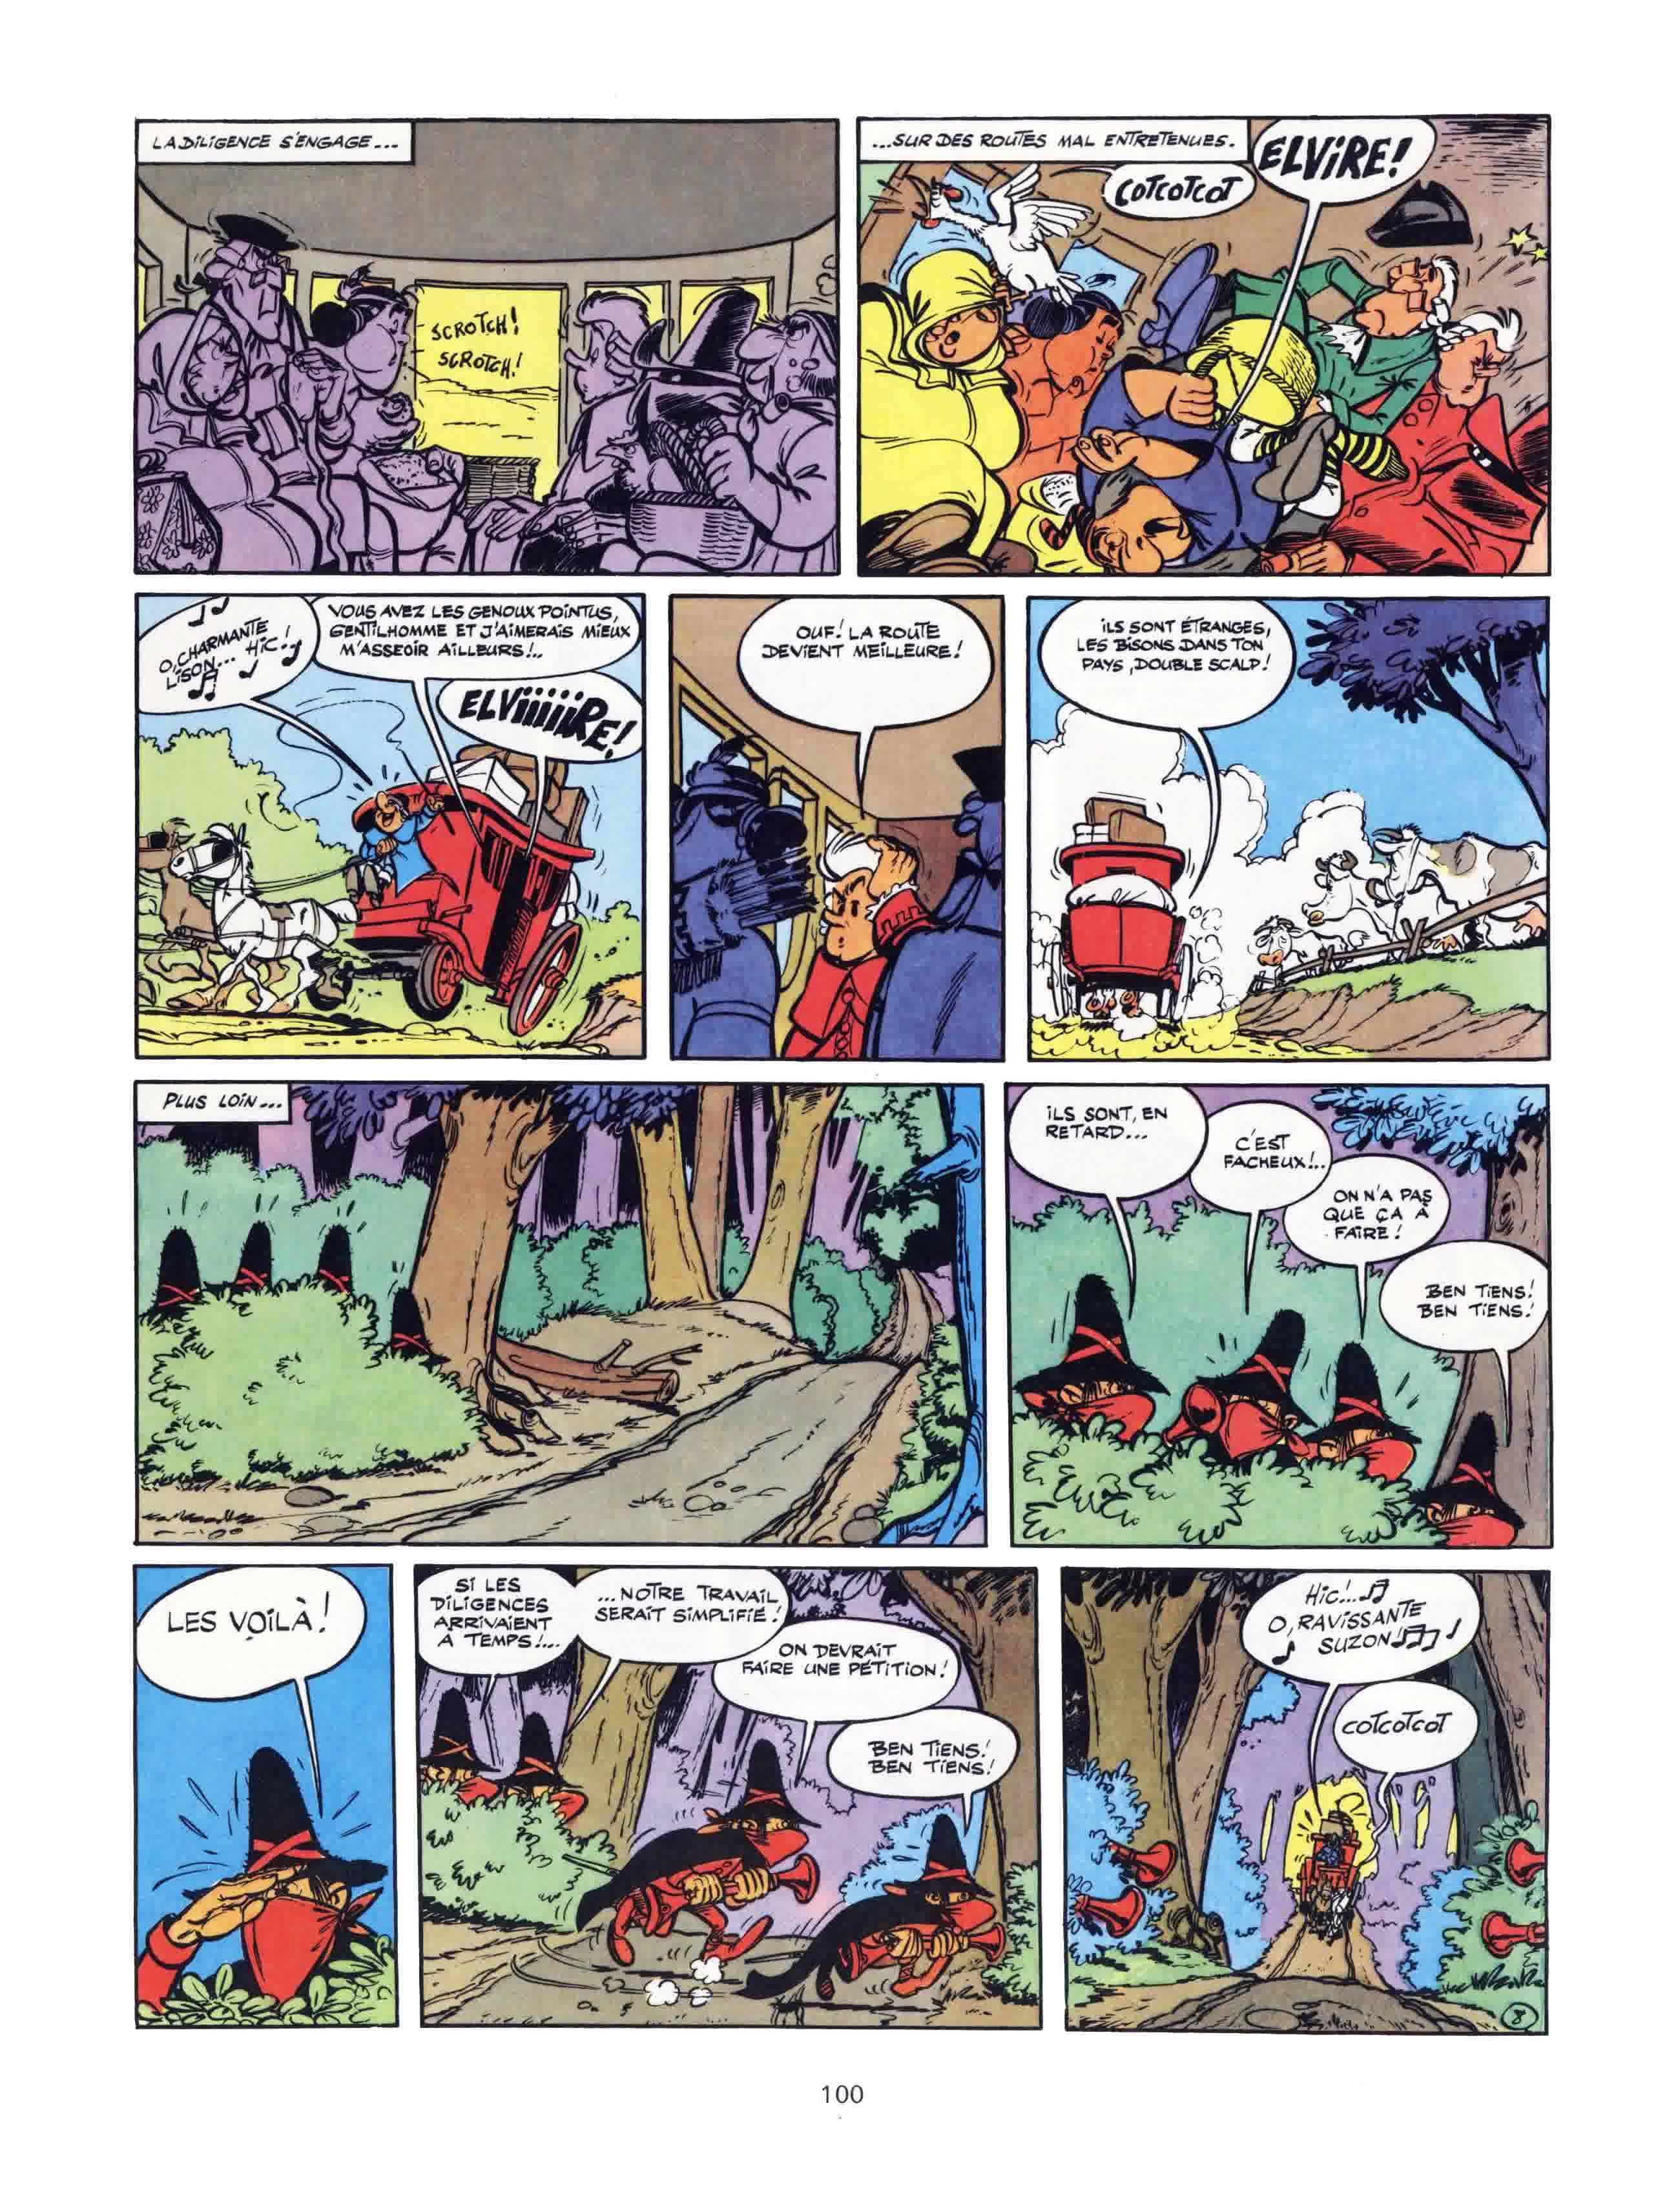 LA DILIGENCE S'ENGAGE...
SCROTCH!
SCROTCH!
...SUR DES ROUTES MAL ENTRETENUES.
COTCOTCOT
ELVIRE!
O, CHARMANTE
LISON... HIC..!
VOUS AVEZ LES GENOUX POINTUS,
GENTILHOMME ET J'AIMERAIS MIEUX
M'ASSEOIR AILLEURS!..
ELViiiiiRE!
OUF! LA ROUTE
DEVIENT MEILLEURE!
ILS SONT ÉTRANGES,
LES BISONS DANS TON
PAYS, DOUBLE SCALP!
PLUS LOIN...
ILS SONT, EN
RETARD...
C'EST
FACHEUX!..
ON N'A PAS
QUE ÇA A
FAIRE!
BEN TIENS!
BEN TIENS!
LES VOILÀ!
SI LES
DILIGENCES
ARRIVAIENT
A TEMPS!...
...NOTRE TRAVAIL
SERAIT SIMPLIFIÉ!
ON DEVRAIT
FAIRE UNE PÉTITION!
BEN TIENS!
BEN TIENS!
HIC!...
O, RAVISSANTE
SUZON!
COTCOTCOT
8
100